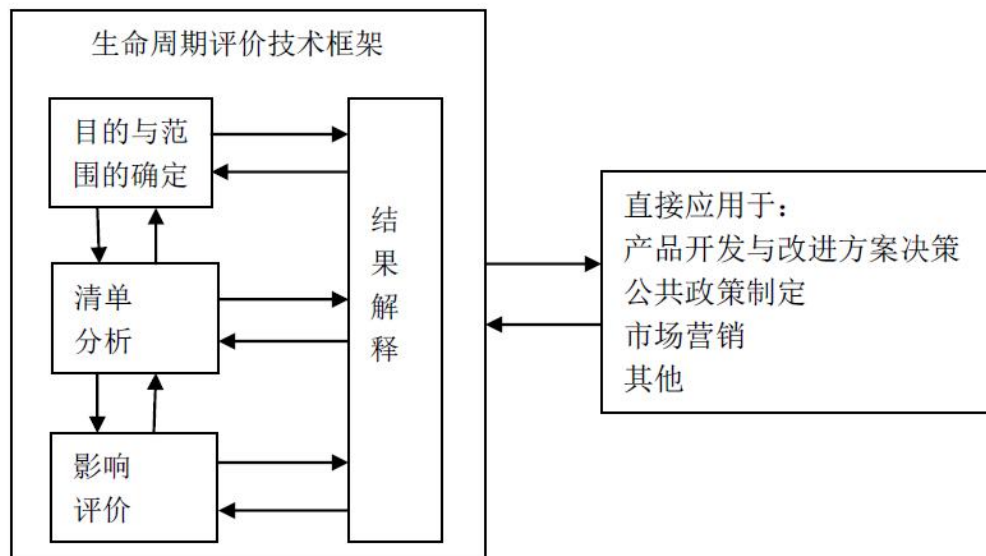 生命周期评价技术框架
目的与范
围的确定
清单
分析
影响
评价
结
果
解
释
直接应用于：
产品开发与改进方案决策
公共政策制定
市场营销
其他